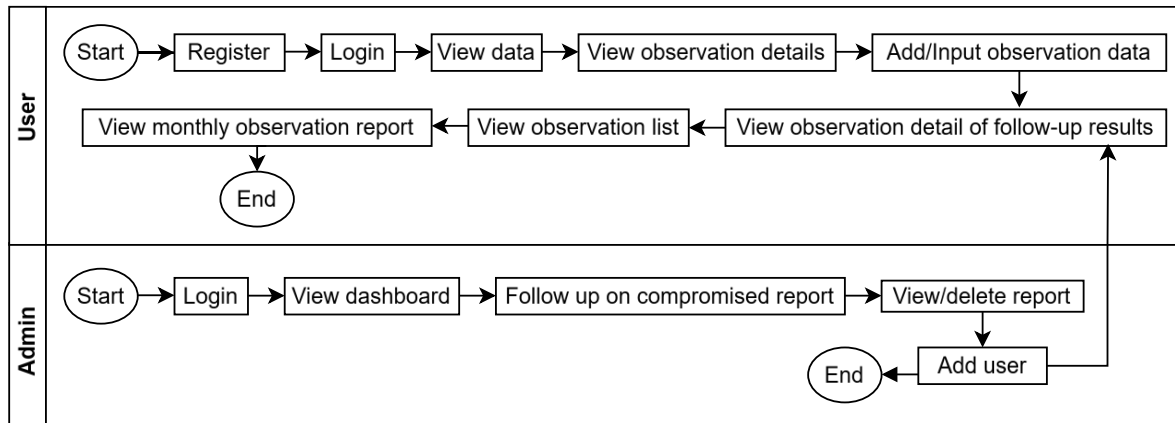 User
Start
Register
Login
View data
View observation details
Add/Input observation data
View observation detail of follow-up results
View observation list
View monthly observation report
End
Admin
Start
Login
View dashboard
Follow up on compromised report
View/delete report
Add user
End